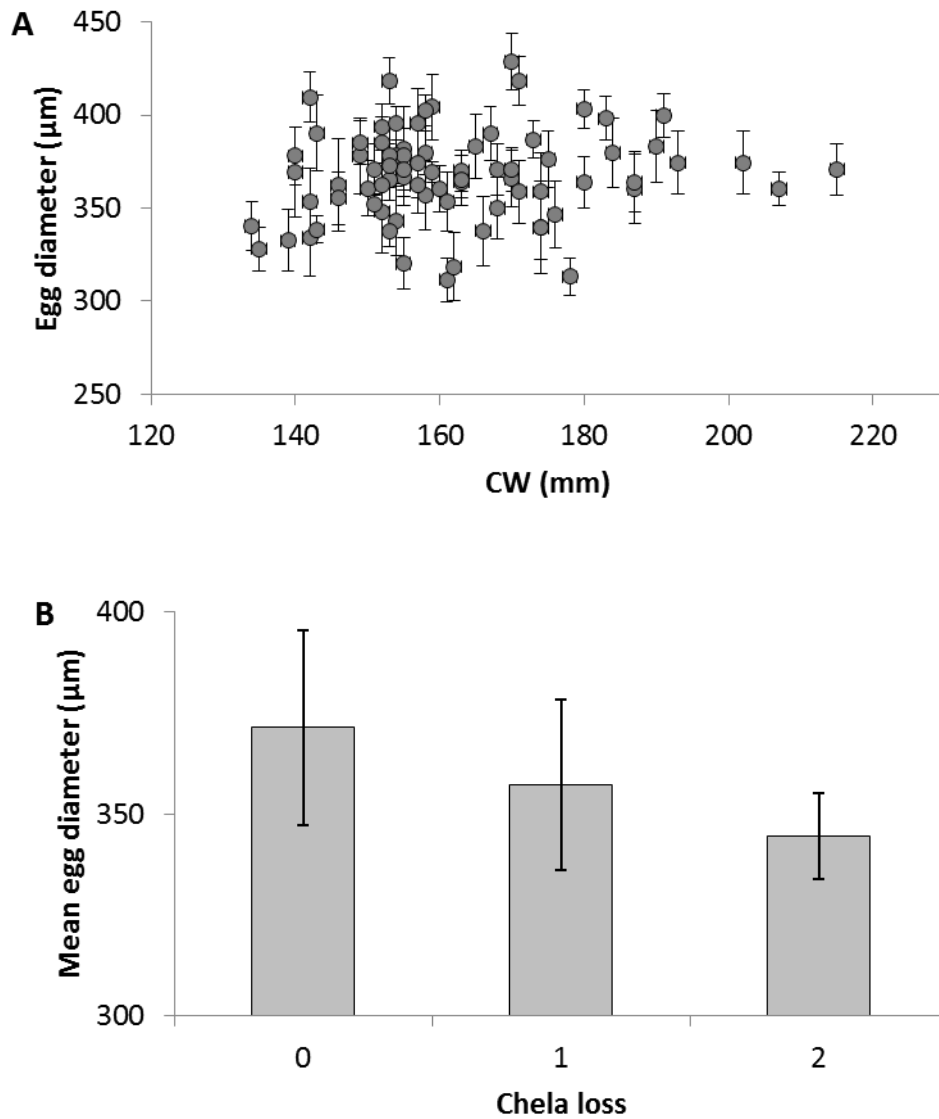 A
450
400
350
300
250
Egg diameter (µm)
120 140 160 180 200 220
CW (mm)
B
400
350
300
Mean egg diameter (µm)
0 1 2
Chela loss